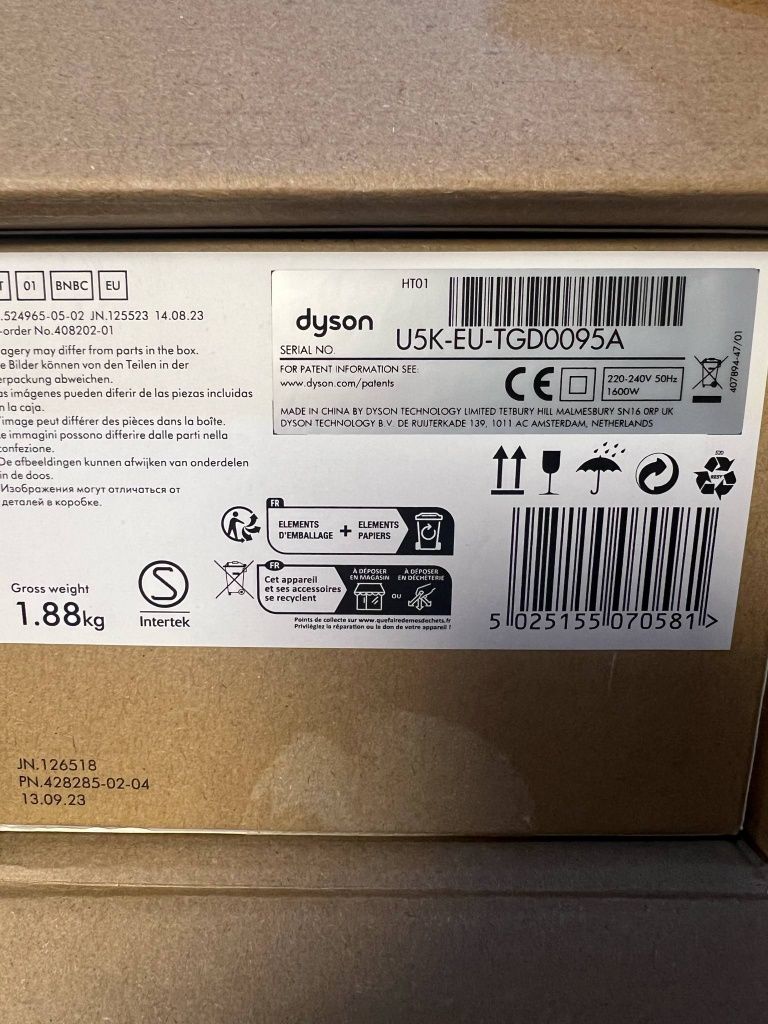 01 BNBC EU
.524965-05-02 JN.125523 14.08.23
-order No.408202-01
agery may differ from parts in the box.
e Bilder können von den Teilen in der
erpackung abweichen.
as imágenes pueden diferir de las piezas incluidas
n la caja.
'image peut différer des pièces dans la boîte.
e immagini possono differire dalle parti nella
confezione.
De afbeeldingen kunnen afwijken van onderdelen
in de doos.
Изображения могут отличаться от
деталей в коробке.
Gross weight
1.88kg
S
Intertek
HT01
dyson
SERIAL NO.
U5K-EU-TGD0095A
FOR PATENT INFORMATION SEE:
www.dyson.com/patents
CE
220-240V 50Hz
1600W
407894-47/01
MADE IN CHINA BY DYSON TECHNOLOGY LIMITED TETBURY HILL MALMESBURY SN16 0RP UK
DYSON TECHNOLOGY B.V. DE RUIJTERKADE 139, 1011 AC AMSTERDAM, NETHERLANDS
FR
ELEMENTS
D'EMBALLAGE
+
ELEMENTS
PAPIERS
FR
Cet appareil
et ses accessoires
se recyclent
À DÉPOSER
EN MAGASIN
OU
À DÉPOSER
EN DÉCHÈTERIE
Points de collecte sur www.quefairedemesdechets.fr
Privilégiez la réparation ou le don de votre appareil !
5 025155 070581 >
JN.126518
PN.428285-02-04
13.09.23